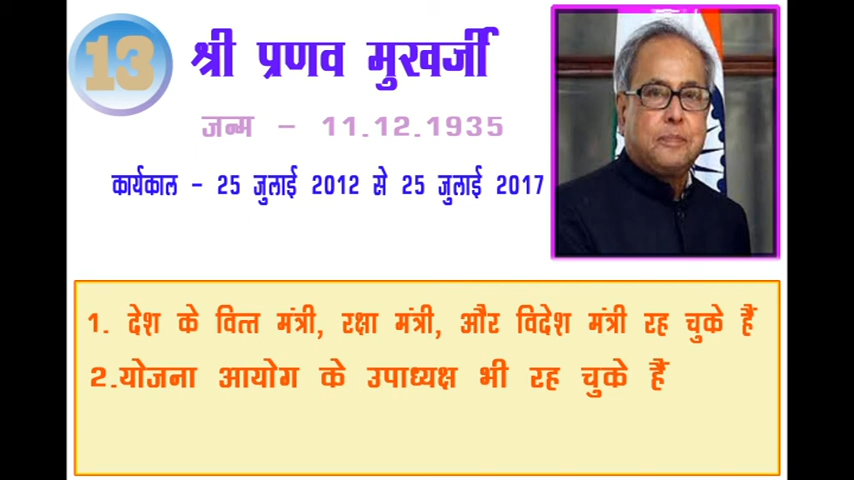 13
श्री प्रणव मुखर्जी
जन्म - 11.12.1935
कार्यकाल - 25 जुलाई 2012 से 25 जुलाई 2017
1. देश के वित्त मंत्री, रक्षा मंत्री, और विदेश मंत्री रह चुके हैं
2.योजना आयोग के उपाध्यक्ष भी रह चुके हैं